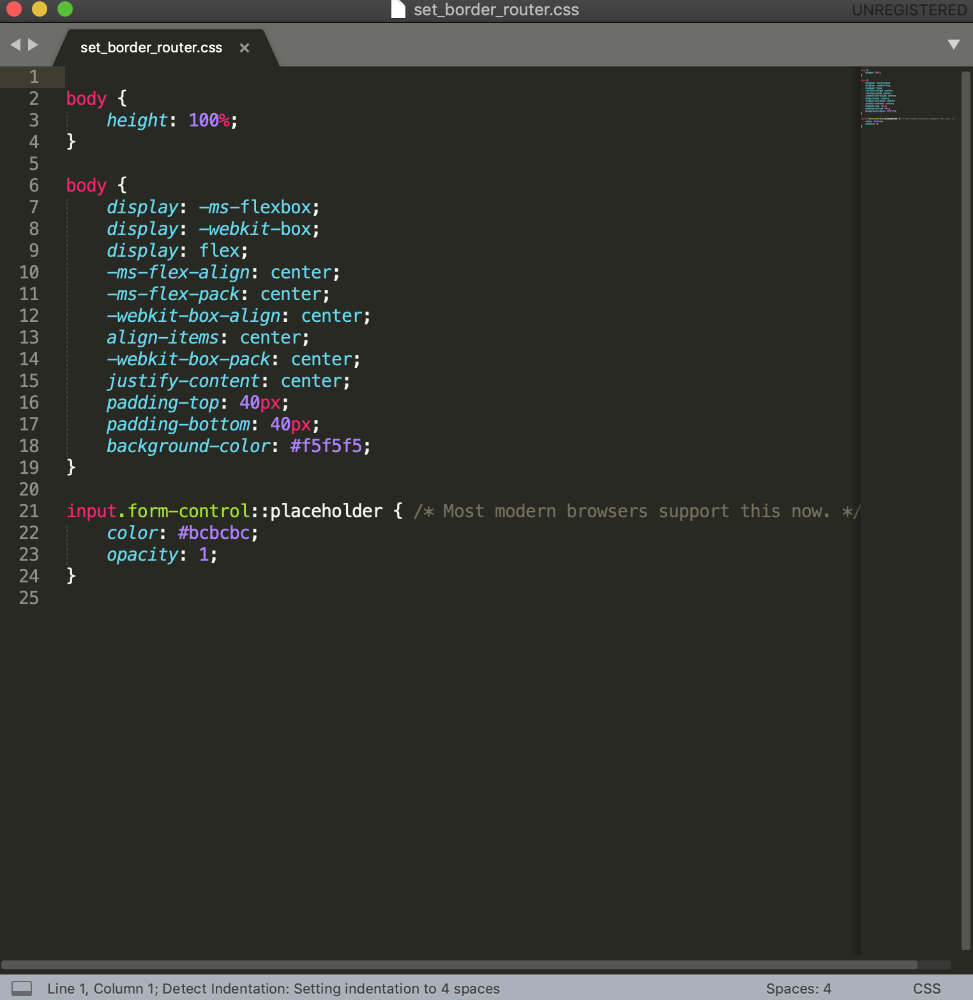 set_border_router.css
UNREGISTERED
set_border_router.css ×
1
2 body {
3     height: 100%;
4 }
5
6 body {
7     display: -ms-flexbox;
8     display: -webkit-box;
9     display: flex;
10     -ms-flex-align: center;
11     -ms-flex-pack: center;
12     -webkit-box-align: center;
13     align-items: center;
14     -webkit-box-pack: center;
15     justify-content: center;
16     padding-top: 40px;
17     padding-bottom: 40px;
18     background-color: #f5f5f5;
19 }
20
21 input.form-control::placeholder { /* Most modern browsers support this now. */
22     color: #bcbcbc;
23     opacity: 1;
24 }
25
Line 1, Column 1; Detect Indentation: Setting indentation to 4 spaces
Spaces: 4
CSS